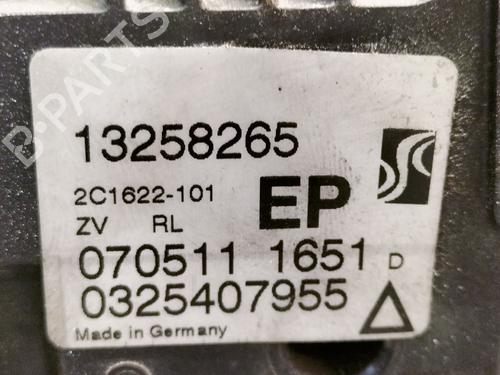 B-PARTS
13258265
2C1622-101
EP
ZV RL
070511 1651 D
0325407955
Made in Germany